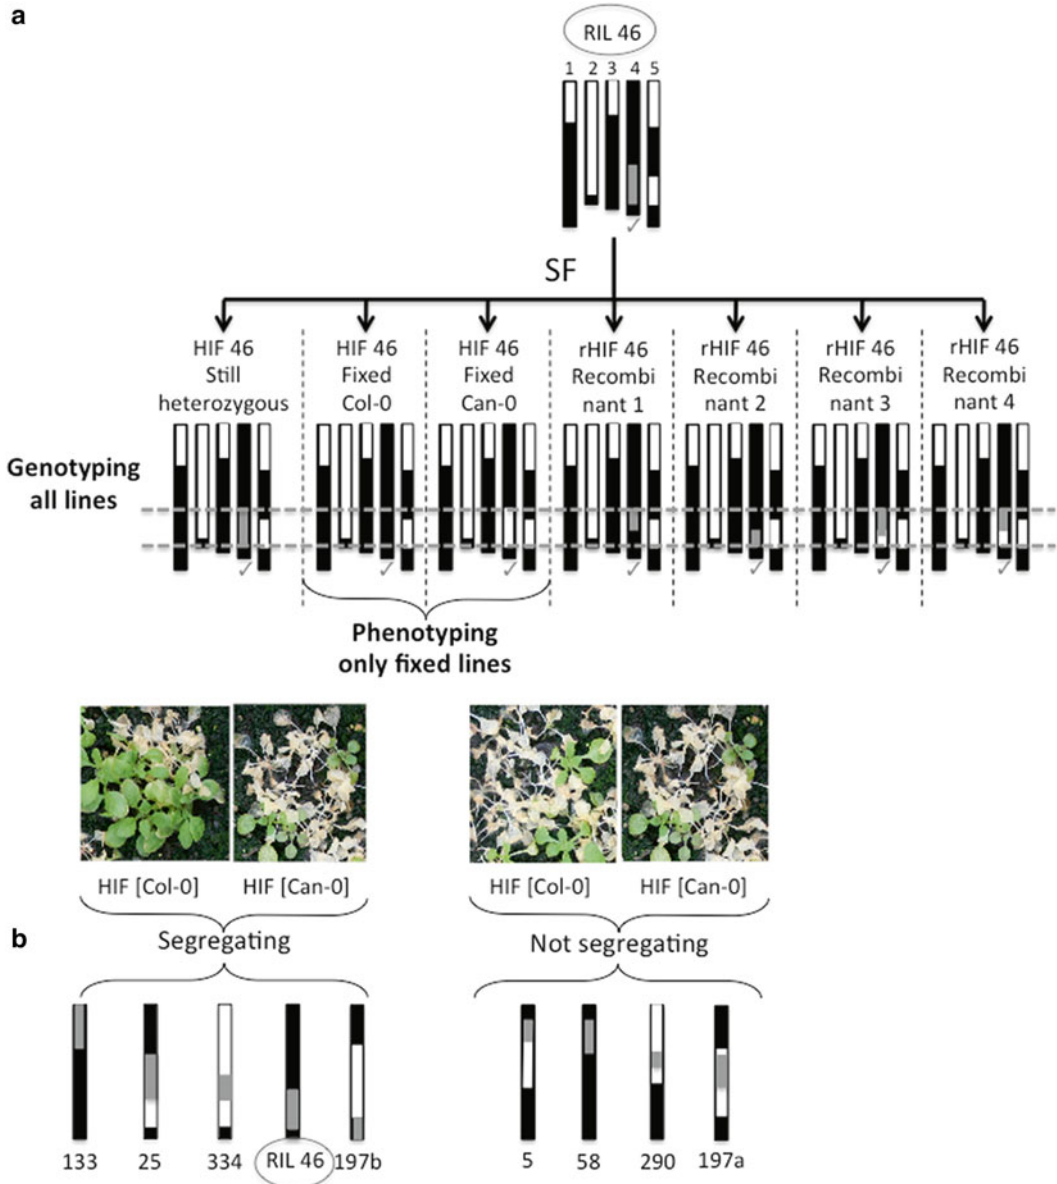 a
RIL 46
1 2 3 4 5
SF
HIF 46
Still
heterozygous
HIF 46
Fixed
Col-0
HIF 46
Fixed
Can-0
rHIF 46
Recombi
nant 1
rHIF 46
Recombi
nant 2
rHIF 46
Recombi
nant 3
rHIF 46
Recombi
nant 4
Genotyping
all lines
Phenotyping
only fixed lines
HIF [Col-0] HIF [Can-0]
HIF [Col-0] HIF [Can-0]
b
Segregating
Not segregating
133 25 334 RIL 46 197b
5 58 290 197a